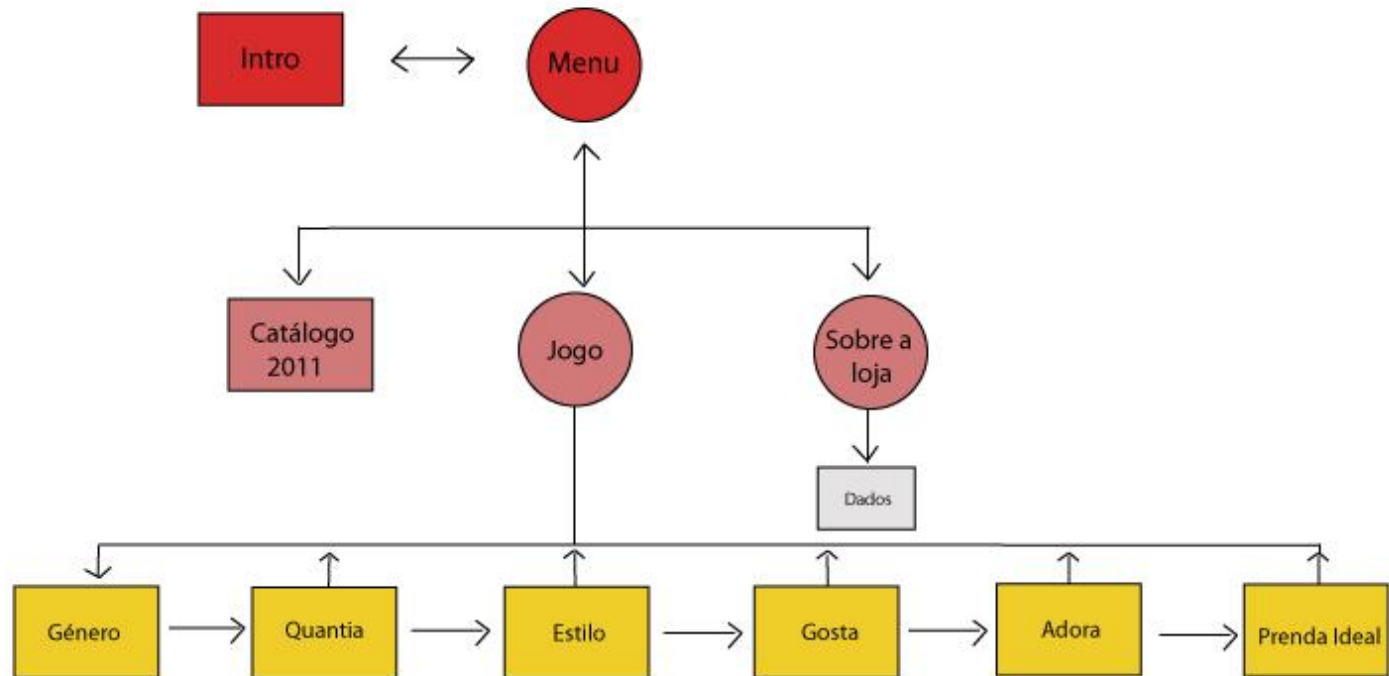 Intro
Menu
Catálogo
2011
Jogo
Sobre a
loja
Dados
Género
Quantia
Estilo
Gosta
Adora
Prenda Ideal